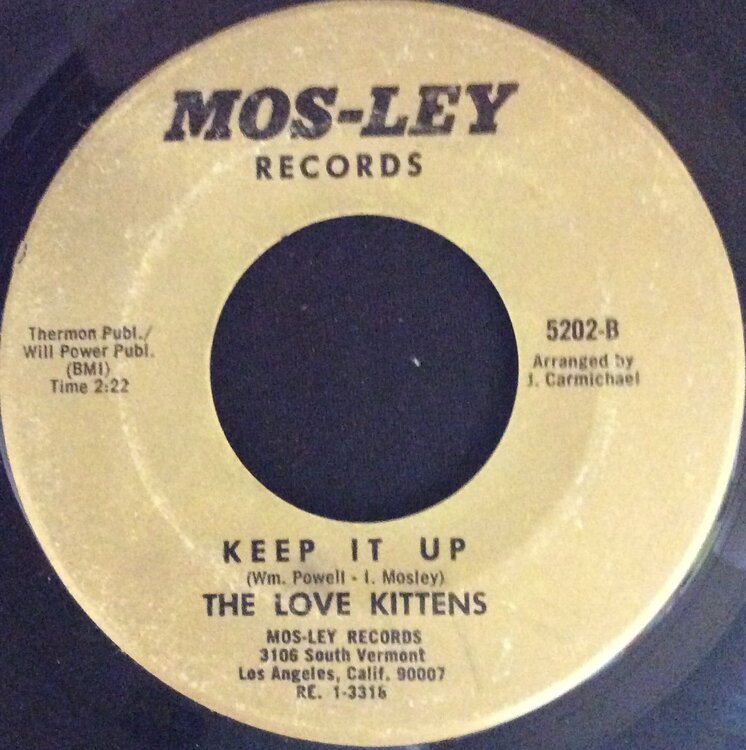 MOS-LEY
RECORDS
Thermon Publ./
Will Power Publ.
(BMI)
Time 2:22
5202-B
Arranged by
J. Carmichael
KEEP IT UP
(Wm. Powell - I. Mosley)
THE LOVE KITTENS
MOS-LEY RECORDS
3106 South Vermont
Los Angeles, Calif. 90007
RE. 1-3316